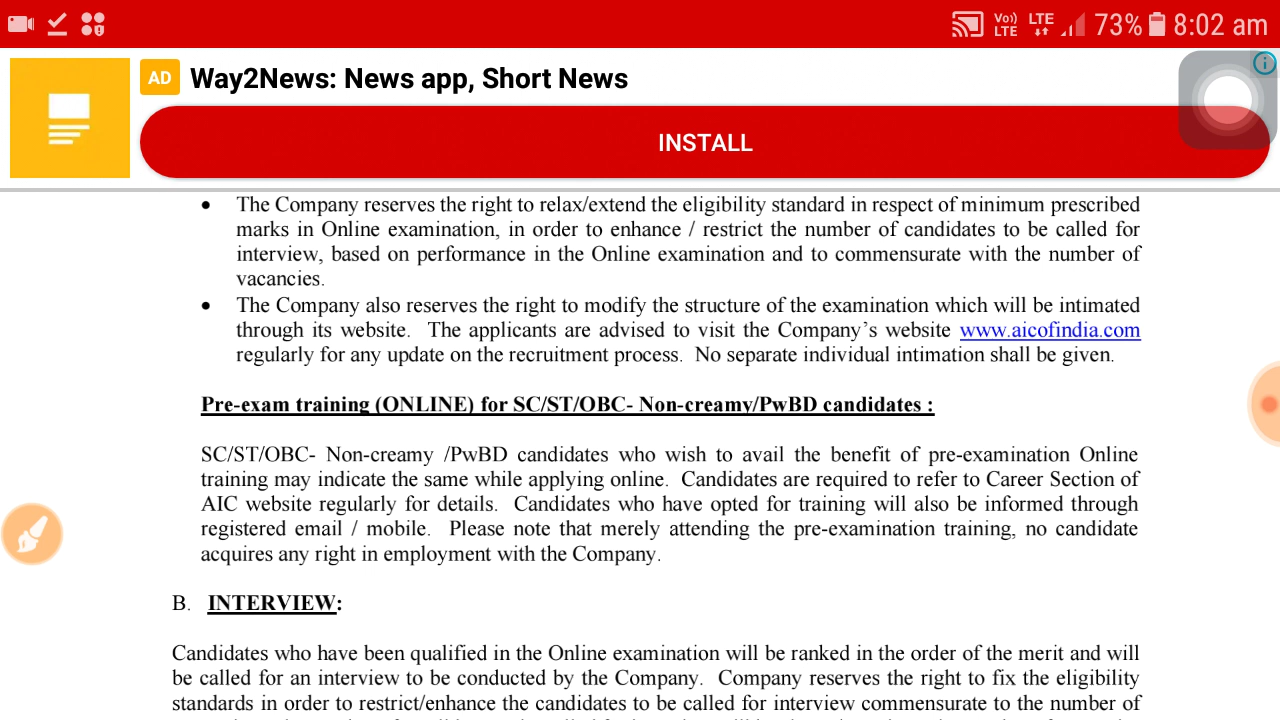 Vo)) LTE LTE 73% 8:02 am
AD Way2News: News app, Short News
INSTALL
• The Company reserves the right to relax/extend the eligibility standard in respect of minimum prescribed
marks in Online examination, in order to enhance / restrict the number of candidates to be called for
interview, based on performance in the Online examination and to commensurate with the number of
vacancies.
• The Company also reserves the right to modify the structure of the examination which will be intimated
through its website. The applicants are advised to visit the Company's website www.aicofindia.com
regularly for any update on the recruitment process. No separate individual intimation shall be given.
Pre-exam training (ONLINE) for SC/ST/OBC- Non-creamy/PwBD candidates :
SC/ST/OBC- Non-creamy /PwBD candidates who wish to avail the benefit of pre-examination Online
training may indicate the same while applying online. Candidates are required to refer to Career Section of
AIC website regularly for details. Candidates who have opted for training will also be informed through
registered email / mobile. Please note that merely attending the pre-examination training, no candidate
acquires any right in employment with the Company.
B. INTERVIEW:
Candidates who have been qualified in the Online examination will be ranked in the order of the merit and will
be called for an interview to be conducted by the Company. Company reserves the right to fix the eligibility
standards in order to restrict/enhance the candidates to be called for interview commensurate to the number of